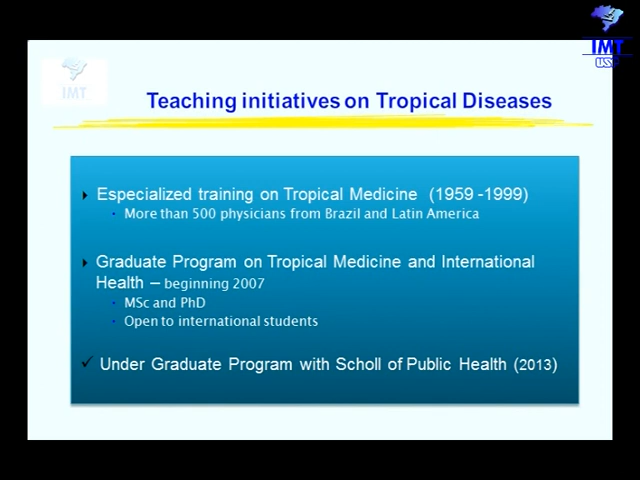 IMT
USP
IMT
Teaching initiatives on Tropical Diseases
Especialized training on Tropical Medicine (1959 -1999)
More than 500 physicians from Brazil and Latin America
Graduate Program on Tropical Medicine and International
Health – beginning 2007
MSc and PhD
Open to international students
Under Graduate Program with Scholl of Public Health (2013)